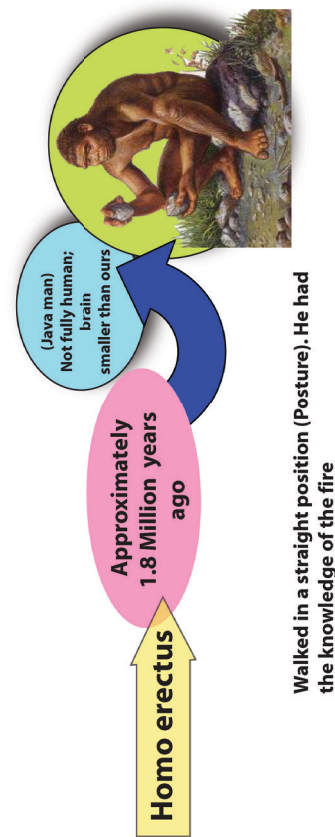 Homo erectus
Approximately
1.8 Million years
ago
(Java man)
Not fully human;
brain
smaller than ours
Walked in a straight position (Posture). He had
the knowledge of the fire